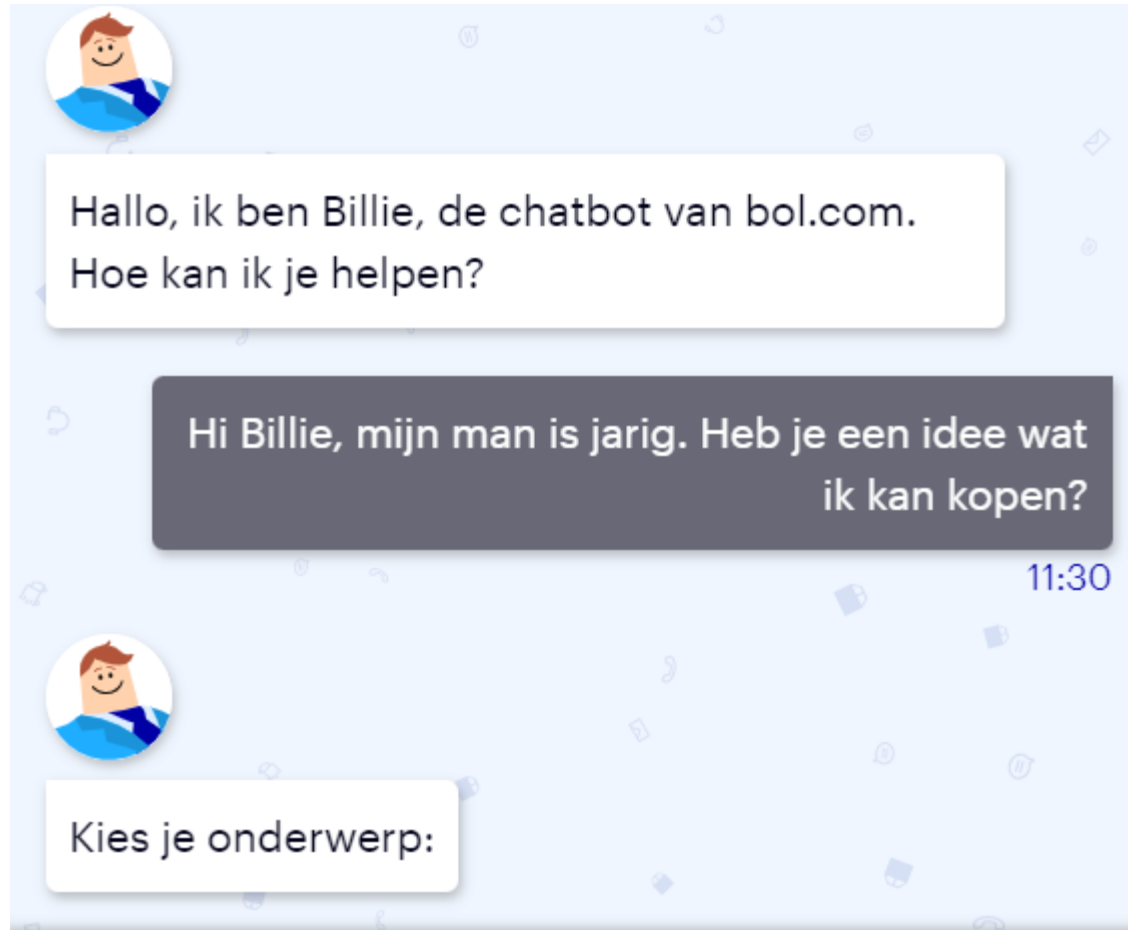 Hallo, ik ben Billie, de chatbot van bol.com.
Hoe kan ik je helpen?
Hi Billie, mijn man is jarig. Heb je een idee wat
ik kan kopen?
11:30
Kies je onderwerp: